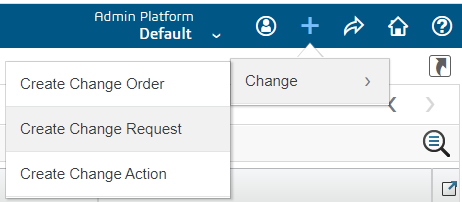 Admin Platform
Default
Change
Create Change Order
Create Change Request
Create Change Action